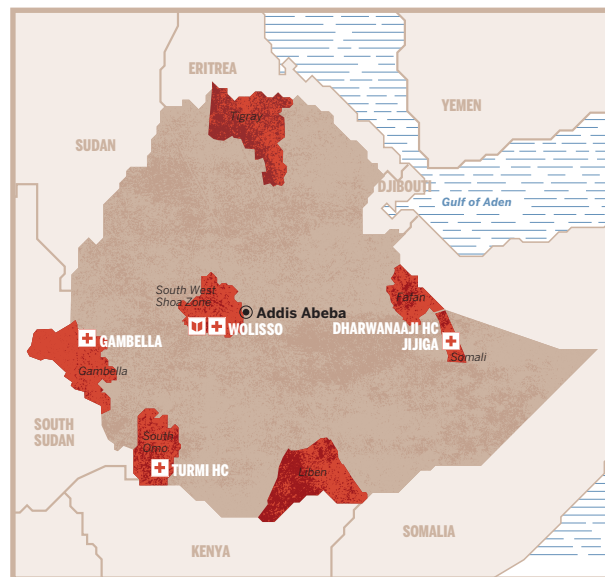 ERITREA
YEMEN
Tigray
SUDAN
DJIBOUTI
Gulf of Aden
South West
Shoa Zone
Addis Abeba
Fafan
WOLISSO
DHARWANAAJI HC
JIJIGA
GAMBELLA
Somali
Gambella
SOUTH
SUDAN
South
Omo
TURMI HC
SOMALIA
KENYA